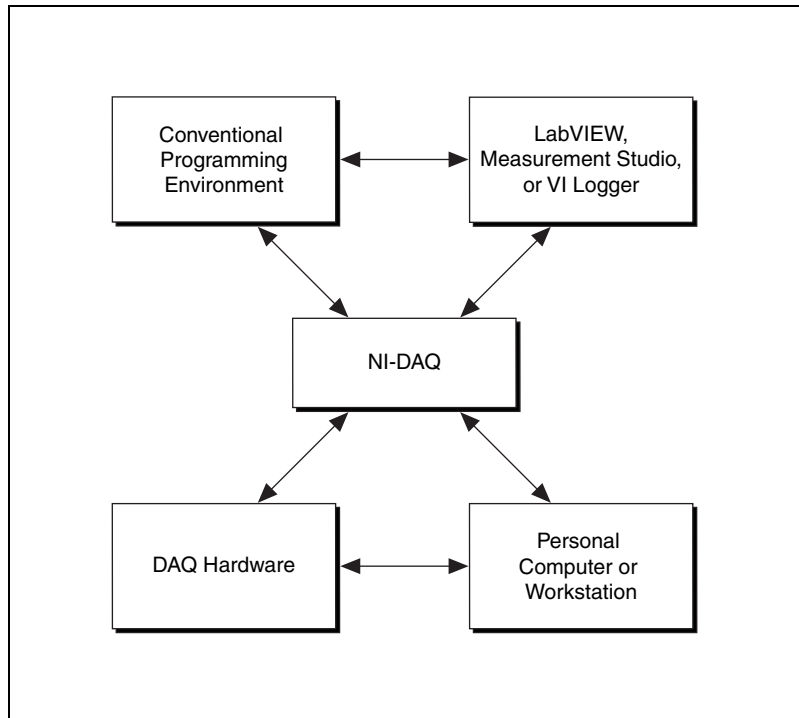 Conventional
Programming
Environment
LabVIEW,
Measurement Studio,
or VI Logger
NI-DAQ
DAQ Hardware
Personal
Computer or
Workstation